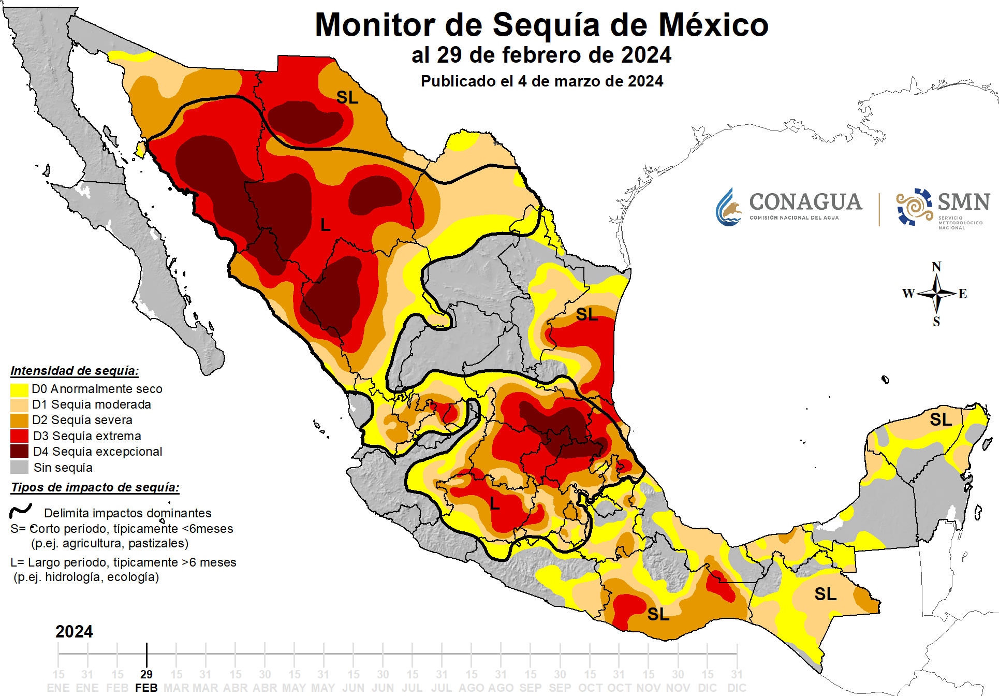 Monitor de Sequía de México
al 29 de febrero de 2024
Publicado el 4 de marzo de 2024
SL
L
SL
SL
L
SL
SL
CONAGUA
COMISIÓN NACIONAL DEL AGUA
SMN
SERVICIO
METEOROLÓGICO
NACIONAL
N
W E
S
Intensidad de sequía:
D0 Anormalmente seco
D1 Sequía moderada
D2 Sequía severa
D3 Sequía extrema
D4 Sequía excepcional
Sin sequía
Tipos de impacto de sequía:
Delimita impactos dominantes
S= Corto período, típicamente <6meses
(p.ej. agricultura, pastizales)
L= Largo período, típicamente >6 meses
(p.ej. hidrología, ecología)
2024
15 31 15 29 15 31 15 30 15 31 15 30 15 31 15 31 15 30 15 31 15 30 15 31
ENE ENE FEB FEB MAR MAR ABR ABR MAY MAY JUN JUN JUL JUL AGO AGO SEP SEP OCT OCT NOV NOV DIC DIC